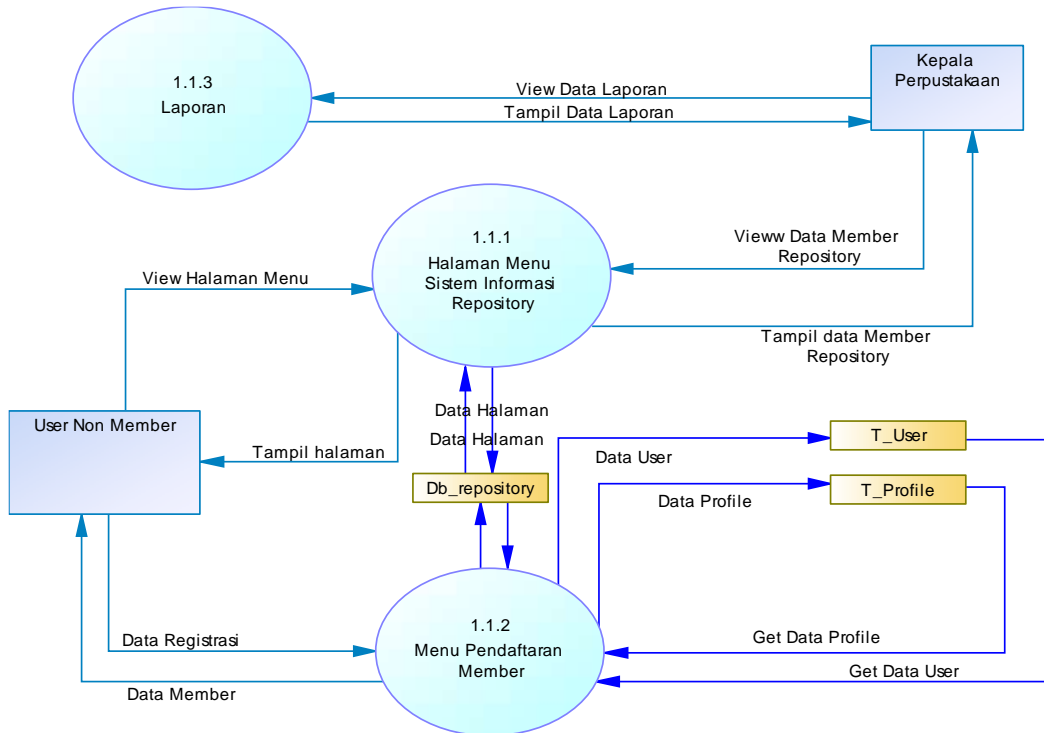 1.1.3
Laporan
Kepala
Perpustakaan
View Data Laporan
Tampil Data Laporan
1.1.1
Halaman Menu
Sistem Informasi
Repository
Vieww Data Member
Repository
View Halaman Menu
Tampil data Member
Repository
Data Halaman
Data Halaman
User Non Member
Tampil halaman
T_User
Data User
Db_repository
T_Profile
Data Profile
1.1.2
Menu Pendaftaran
Member
Data Registrasi
Get Data Profile
Get Data User
Data Member